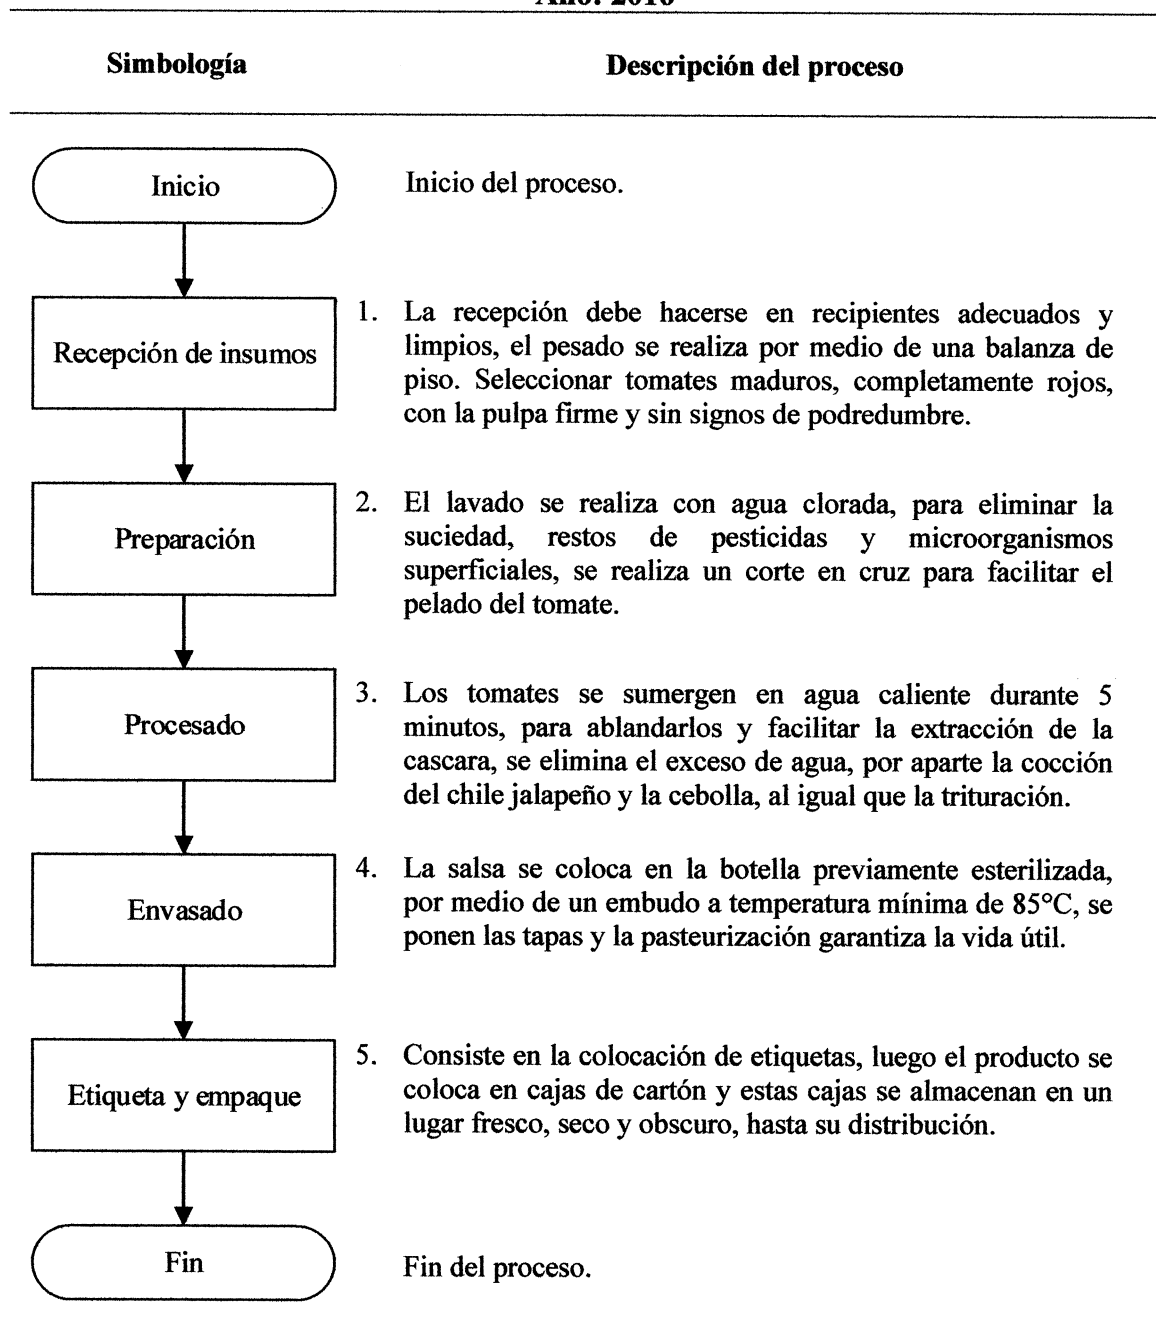 Año: 2016
Simbología
Descripción del proceso
Inicio
Inicio del proceso.
Recepción de insumos
1. La recepción debe hacerse en recipientes adecuados y
limpios, el pesado se realiza por medio de una balanza de
piso. Seleccionar tomates maduros, completamente rojos,
con la pulpa firme y sin signos de podredumbre.
Preparación
2. El lavado se realiza con agua clorada, para eliminar la
suciedad, restos de pesticidas y microorganismos
superficiales, se realiza un corte en cruz para facilitar el
pelado del tomate.
Procesado
3. Los tomates se sumergen en agua caliente durante 5
minutos, para ablandarlos y facilitar la extracción de la
cascara, se elimina el exceso de agua, por aparte la cocción
del chile jalapeño y la cebolla, al igual que la trituración.
Envasado
4. La salsa se coloca en la botella previamente esterilizada,
por medio de un embudo a temperatura mínima de 85°C, se
ponen las tapas y la pasteurización garantiza la vida útil.
Etiqueta y empaque
5. Consiste en la colocación de etiquetas, luego el producto se
coloca en cajas de cartón y estas cajas se almacenan en un
lugar fresco, seco y obscuro, hasta su distribución.
Fin
Fin del proceso.